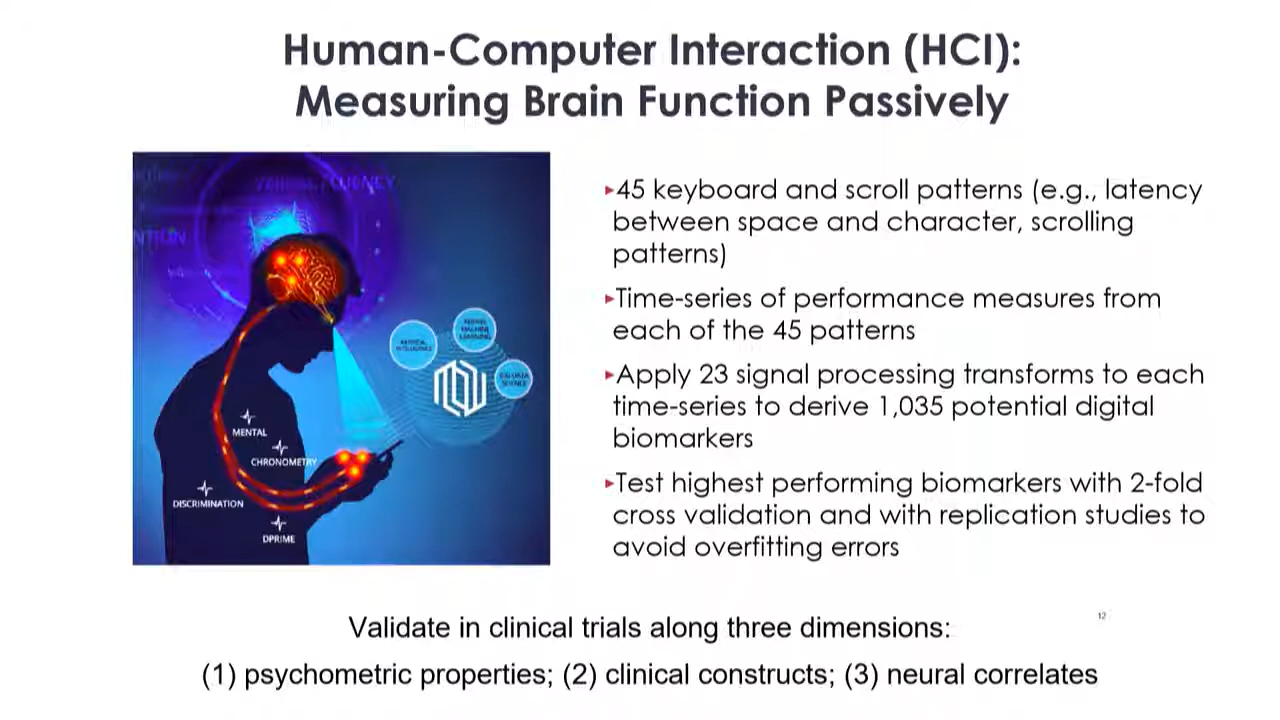 Human-Computer Interaction (HCI):
Measuring Brain Function Passively
MENTAL
CHRONOMETRY
DISCRIMINATION
DPRIME
▸45 keyboard and scroll patterns (e.g., latency
between space and character, scrolling
patterns)
▸Time-series of performance measures from
each of the 45 patterns
▸Apply 23 signal processing transforms to each
time-series to derive 1,035 potential digital
biomarkers
▸Test highest performing biomarkers with 2-fold
cross validation and with replication studies to
avoid overfitting errors
12
Validate in clinical trials along three dimensions:
(1) psychometric properties; (2) clinical constructs; (3) neural correlates